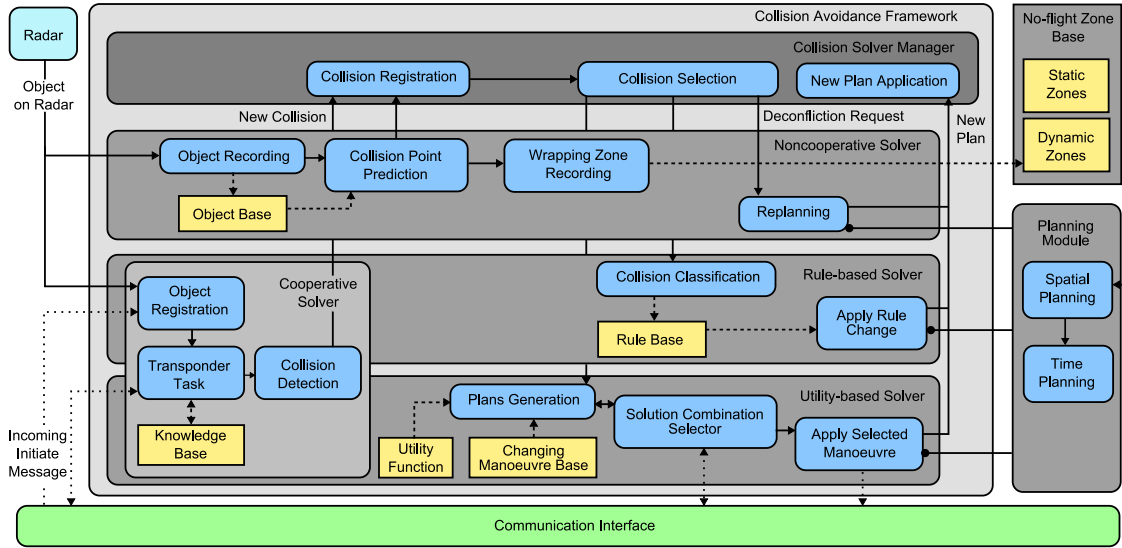 Radar
Object
on Radar
Collision Avoidance Framework
Collision Solver Manager
Collision Registration
Collision Selection
New Plan Application
No-flight Zone
Base
Static
Zones
Dynamic
Zones
New Collision
Deconfliction Request
New
Plan
Noncooperative Solver
Object Recording
Collision Point
Prediction
Wrapping Zone
Recording
Object Base
Replanning
Planning
Module
Spatial
Planning
Time
Planning
Cooperative
Solver
Object
Registration
Transponder
Task
Collision
Detection
Knowledge
Base
Rule-based Solver
Collision Classification
Rule Base
Apply Rule
Change
Utility-based Solver
Plans Generation
Utility
Function
Changing
Manoeuvre Base
Solution Combination
Selector
Apply Selected
Manoeuvre
Incoming
Initiate
Message
Communication Interface